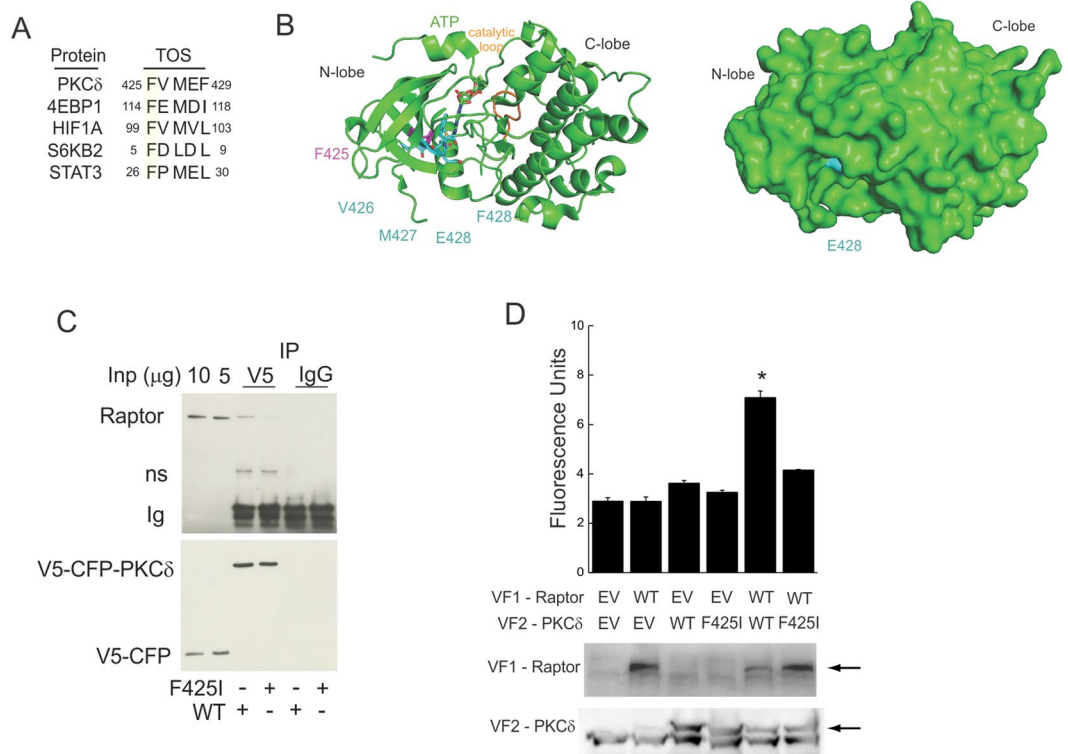 A
Protein TOS
PKCδ 425 FV MEF 429
4EBP1 114 FE MDI 118
HIF1A 99 FV MVL 103
S6KB2 5 FD LDL 9
STAT3 26 FP MEL 30
B
ATP
catalytic
loop
C-lobe
N-lobe
F425
V426
M427
E428
F428
C-lobe
N-lobe
E428
C
IP
Inp (μg) 10 5 V5 IgG
Raptor
ns
Ig
V5-CFP-PKCδ
V5-CFP
F425I - + - +
WT + - + -
D
Fluorescence Units
10
8
6
4
2
0
*
VF1 - Raptor EV WT EV EV WT WT
VF2 - PKCδ EV EV WT F425I WT F425I
VF1 - Raptor
VF2 - PKCδ